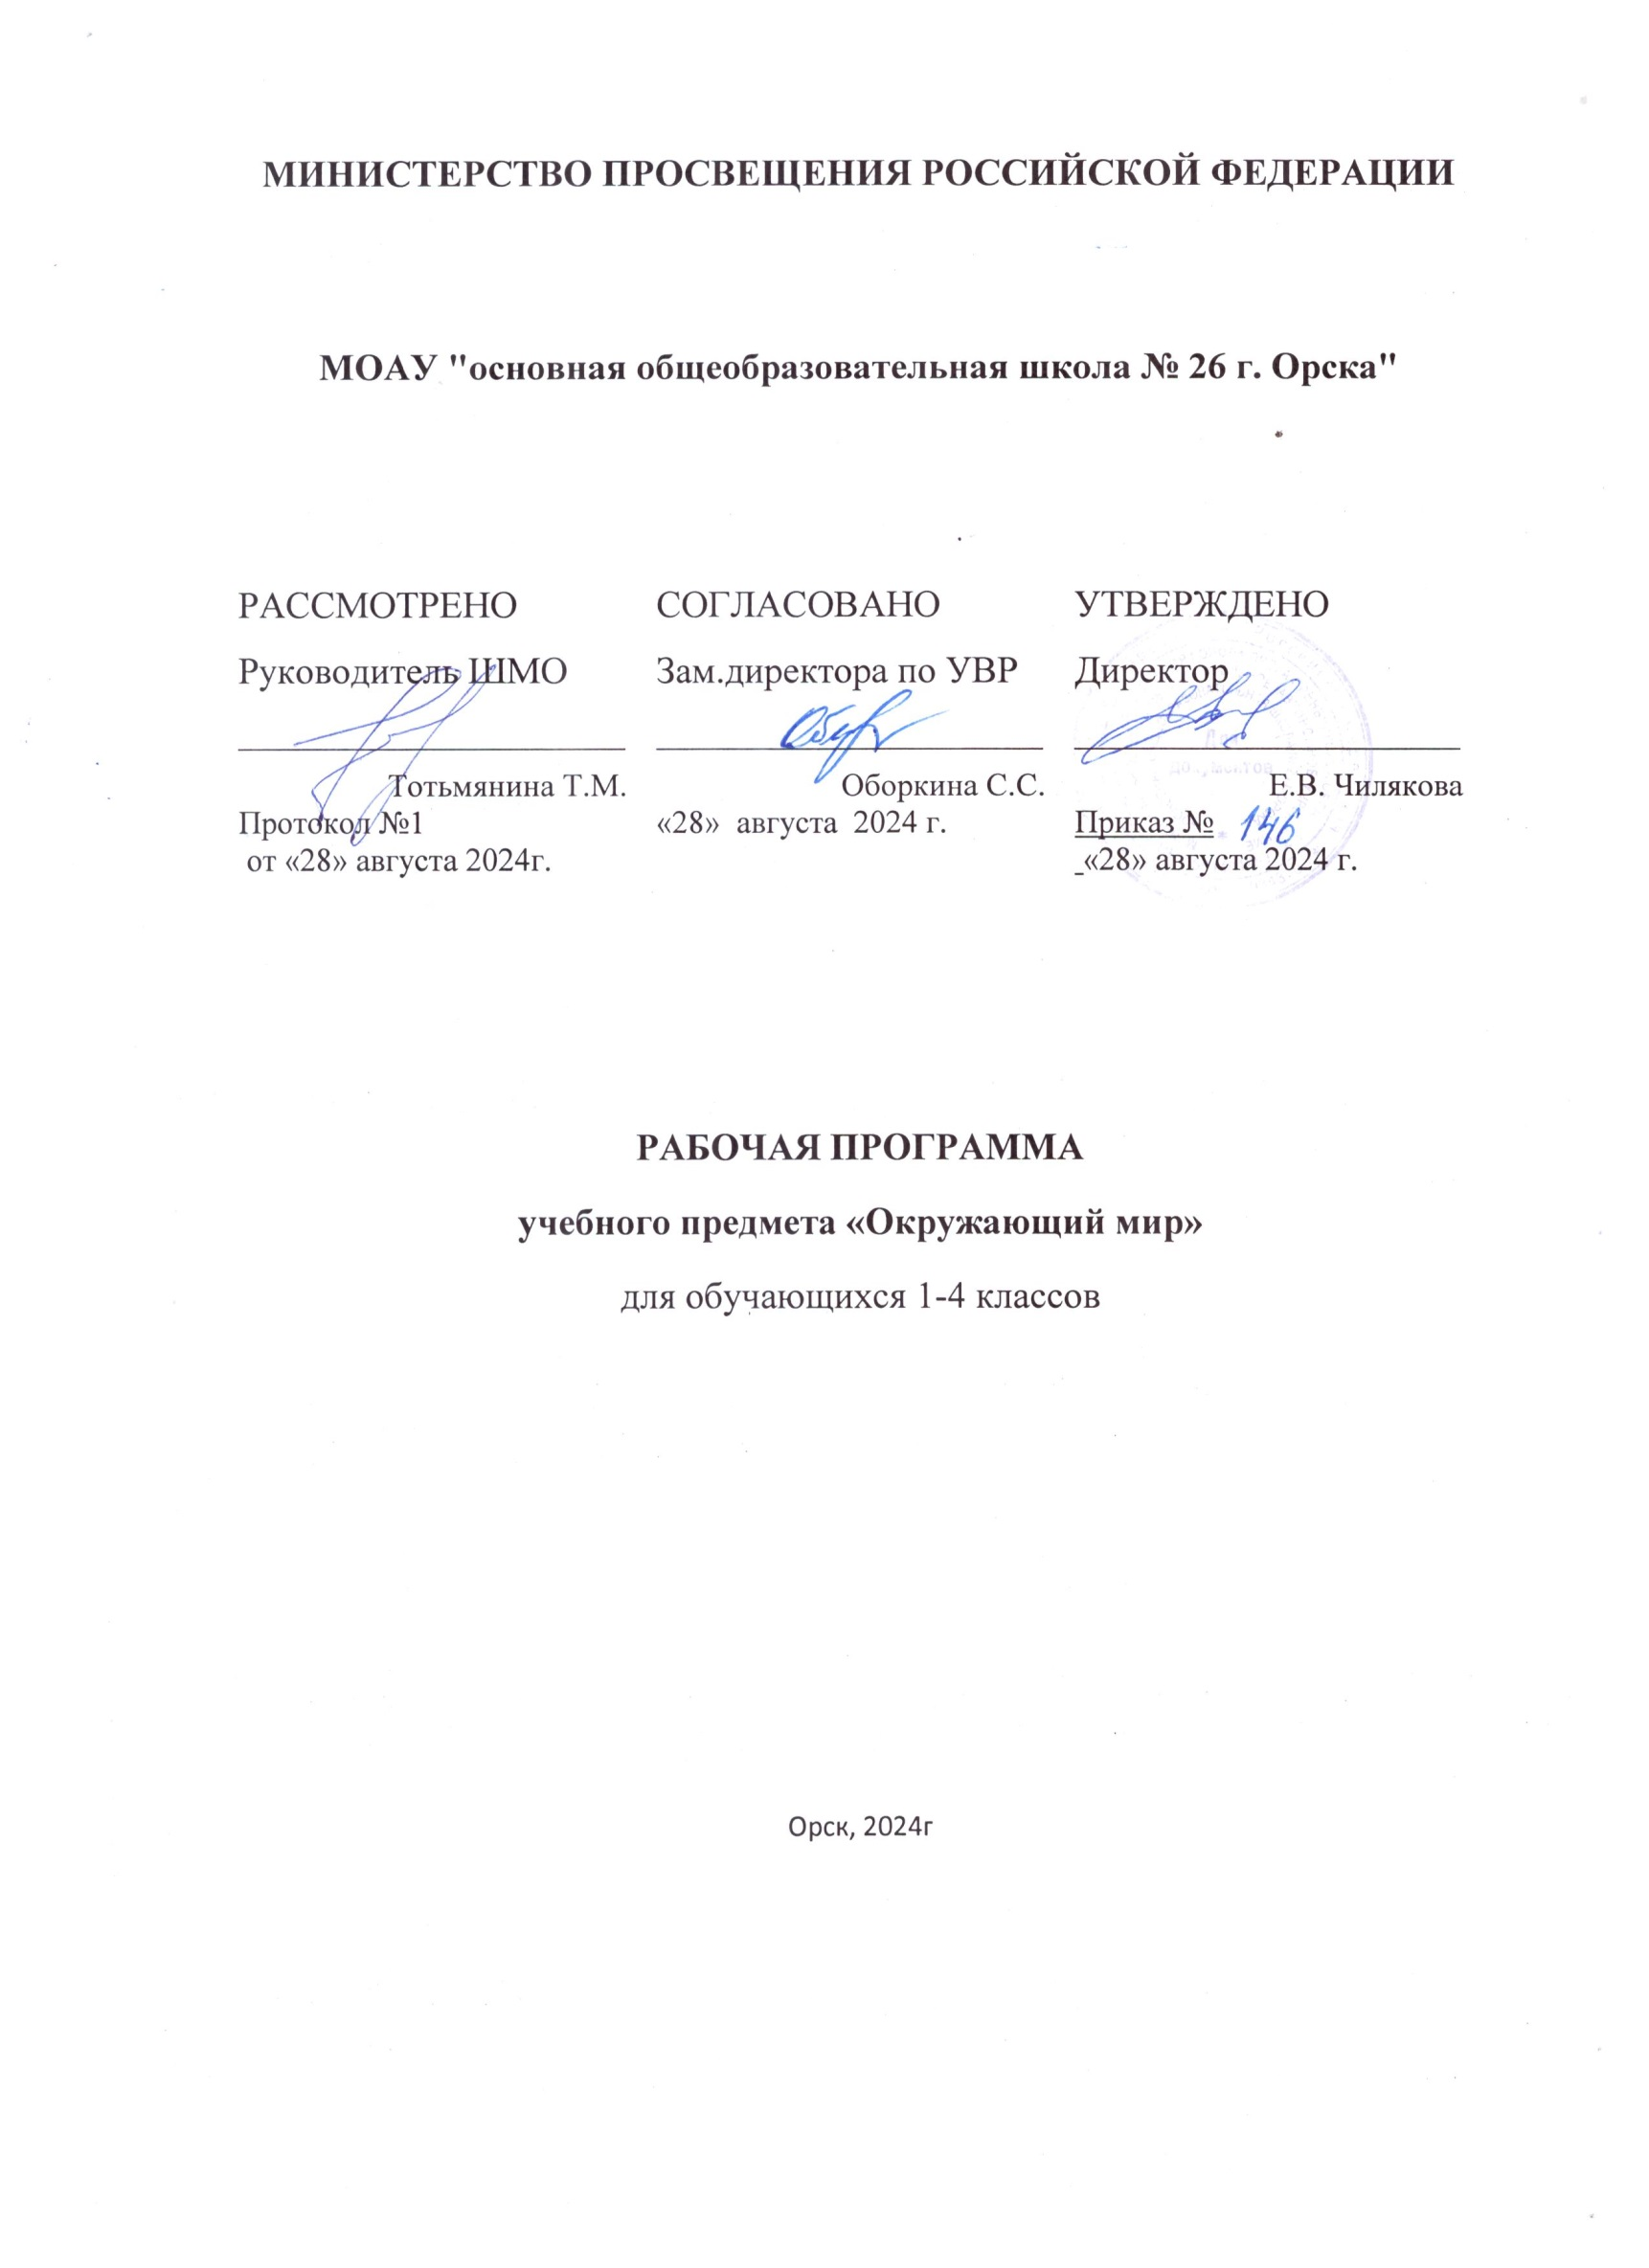 МИНИСТЕРСТВО ПРОСВЕЩЕНИЯ РОССИЙСКОЙ ФЕДЕРАЦИИ
МОАУ "основная общеобразовательная школа № 26 г. Орска"
РАССМОТРЕНО
Руководитель ШМО
Тотьмянина Т.М.
Протокол №1
от «28» августа 2024г.
СОГЛАСОВАНО
Зам.директора по УВР
Оборкина С.С.
«28» августа 2024 г.
УТВЕРЖДЕНО
Директор
Е.В. Чилякова
Приказ № 146
_«28» августа 2024 г.
РАБОЧАЯ ПРОГРАММА
учебного предмета «Окружающий мир»
для обучающихся 1-4 классов
Орск, 2024г